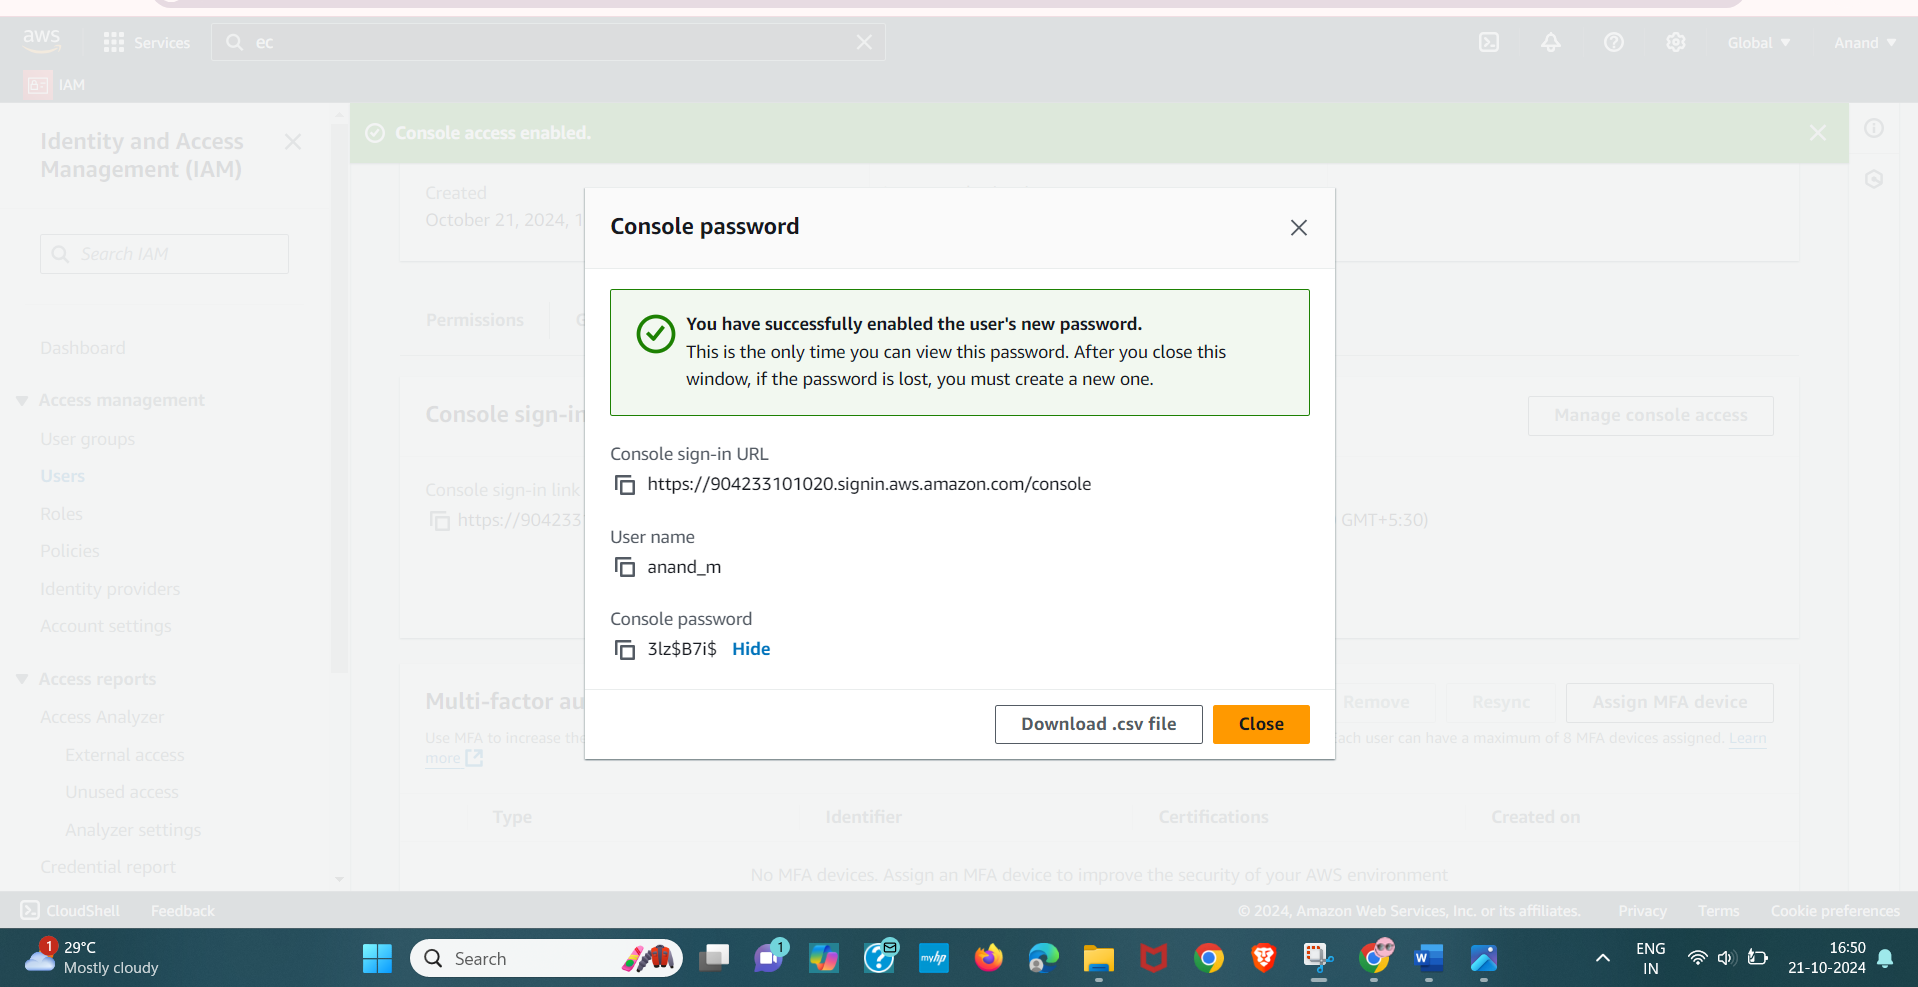 aws
Services
ec
Global
Anand
IAM
Identity and Access
Management (IAM)
Search IAM
Dashboard
Access management
User groups
Users
Roles
Policies
Identity providers
Account settings
Access reports
Access Analyzer
External access
Unused access
Analyzer settings
Credential report
Console access enabled.
Created
October 21, 2024, 1
Permissions
G
Console sign-in
Manage console access
Console sign-in link
https://904233
GMT+5:30)
Console password
You have successfully enabled the user's new password.
This is the only time you can view this password. After you close this
window, if the password is lost, you must create a new one.
Console sign-in URL
https://904233101020.signin.aws.amazon.com/console
User name
anand_m
Console password
3lz$B7i$ Hide
Download .csv file
Close
Multi-factor au
Remove
Resync
Assign MFA device
Use MFA to increase the
ach user can have a maximum of 8 MFA devices assigned. Learn
more
Type
Identifier
Certifications
Created on
No MFA devices. Assign an MFA device to improve the security of your AWS environment
CloudShell
Feedback
© 2024, Amazon Web Services, Inc. or its affiliates.
Privacy
Terms
Cookie preferences
1
29°C
Mostly cloudy
Search
1
myhp
W
ENG
IN
16:50
21-10-2024